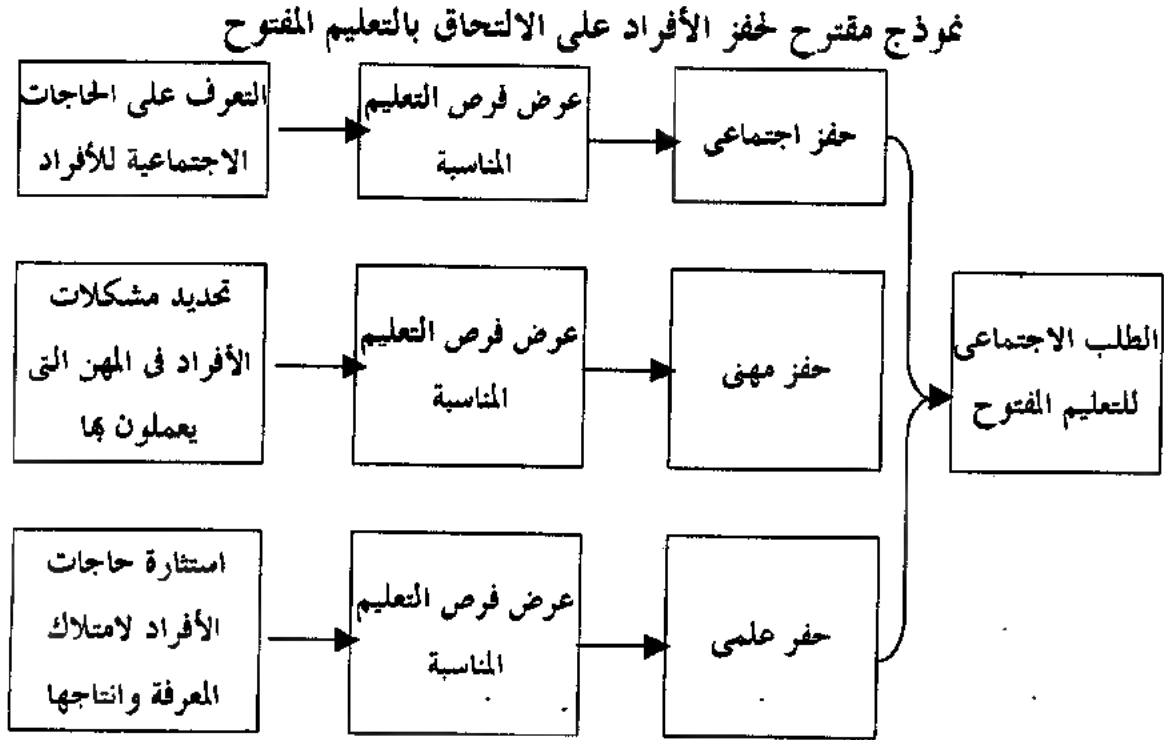 نموذج مقترح لحفز الأفراد على الالتحاق بالتعليم المفتوح
التعرف على الحاجات
الاجتماعية للأفراد
عرض فرص التعليم
المناسبة
حفز اجتماعى
تحديد مشكلات
الأفراد فى المهن التى
يعملون بها
عرض فرص التعليم
المناسبة
حفز مهنى
الطلب الاجتماعى
للتعليم المفتوح
استثارة حاجات
الأفراد لامتلاك
المعرفة وانتاجها
عرض فرص التعليم
المناسبة
حفر علمى